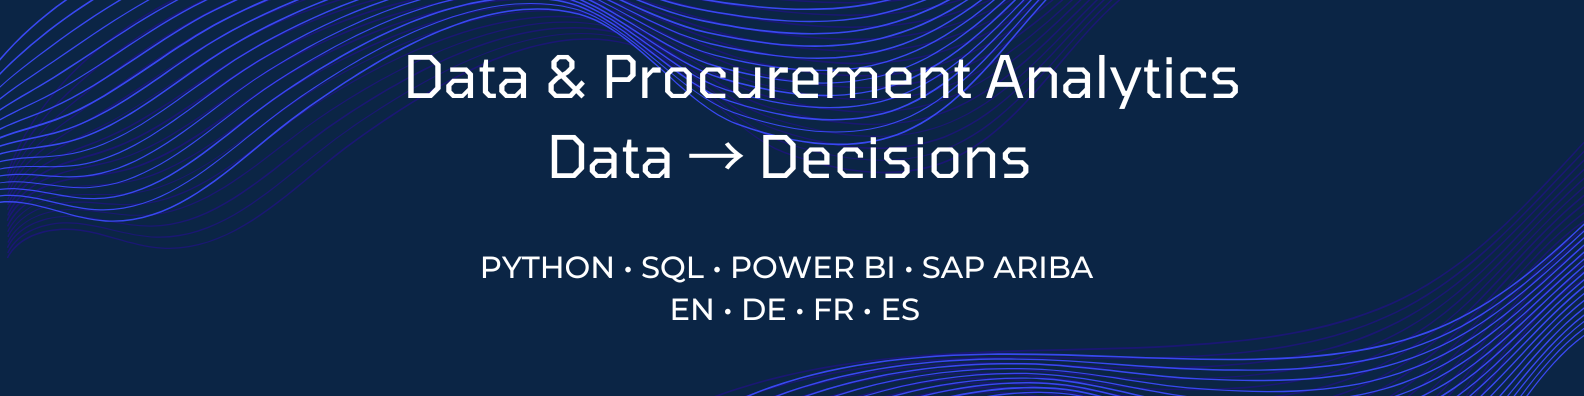 Data & Procurement Analytics
Data → Decisions
PYTHON • SQL • POWER BI • SAP ARIBA
EN • DE • FR • ES